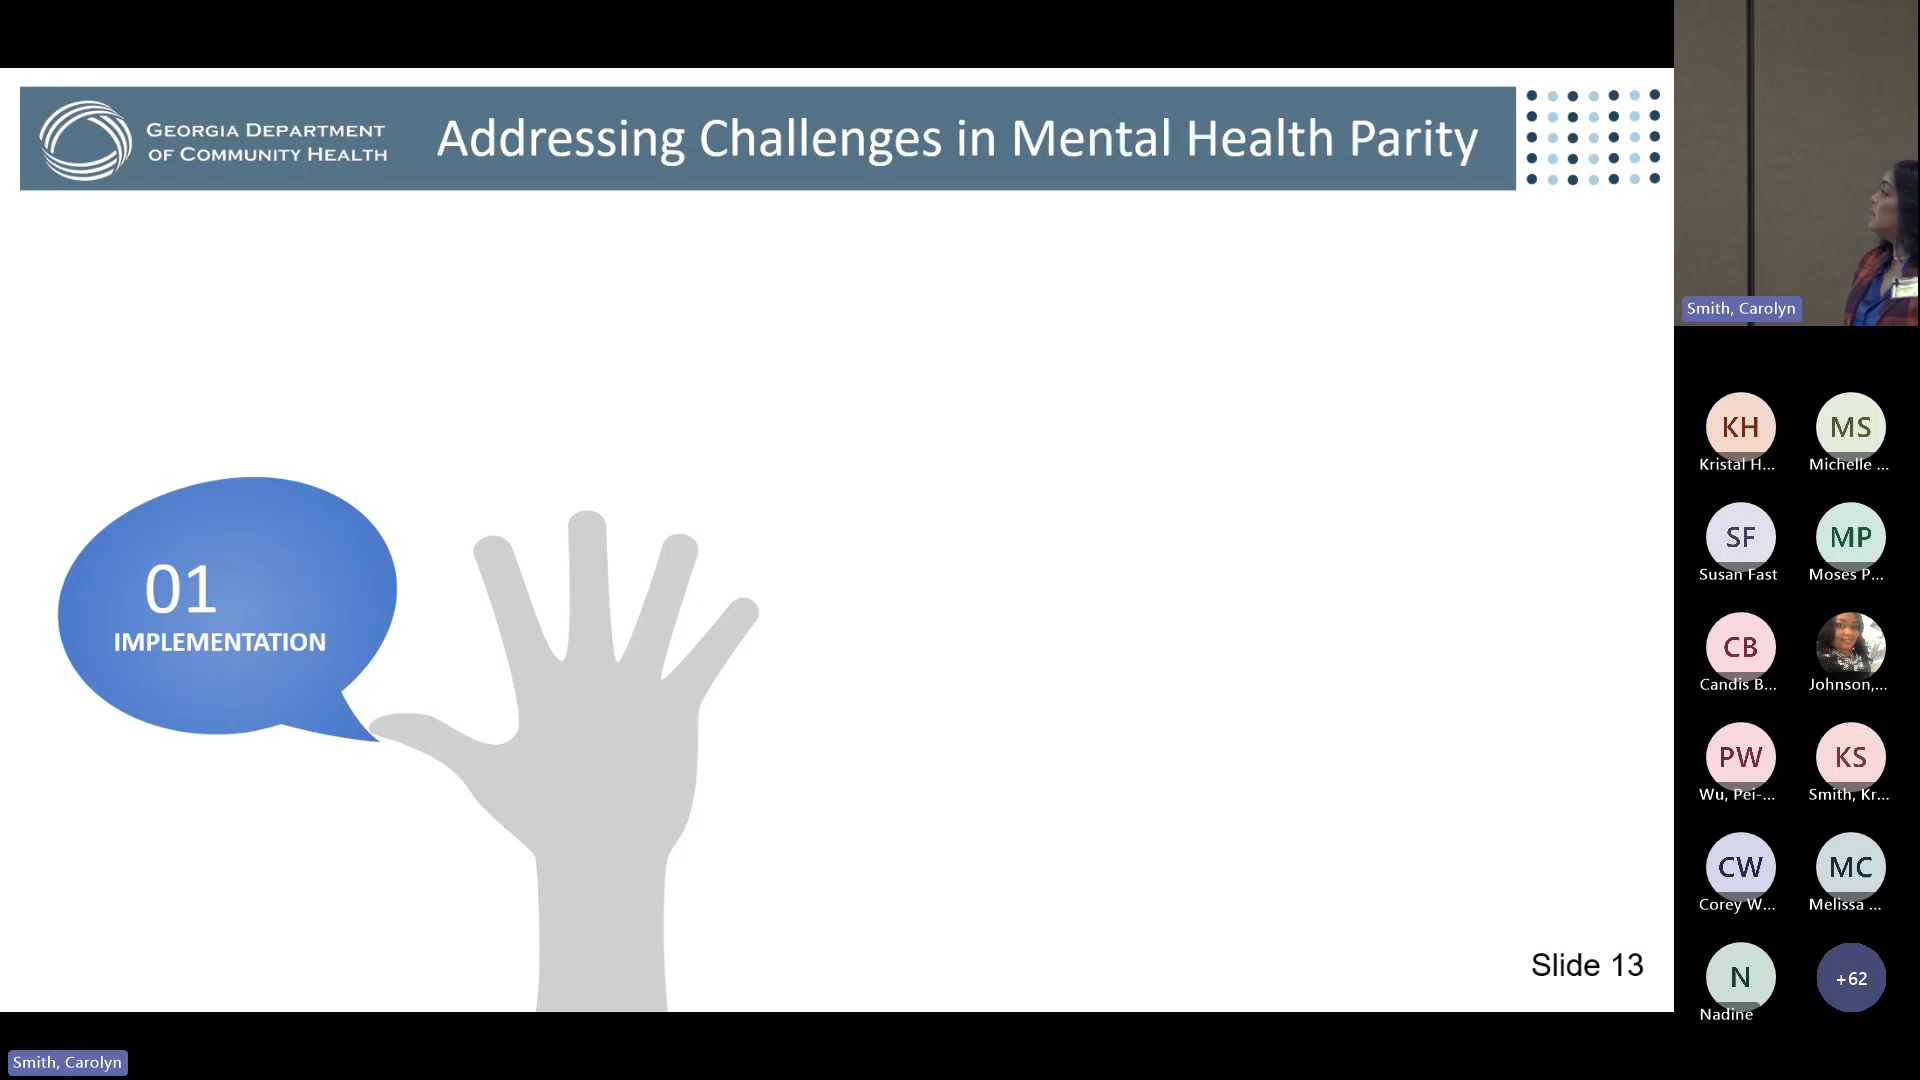 GEORGIA DEPARTMENT
OF COMMUNITY HEALTH
Addressing Challenges in Mental Health Parity
01
IMPLEMENTATION
Slide 13
Smith, Carolyn
KH
Kristal H...
MS
Michelle ...
SF
Susan Fast
MP
Moses P...
CB
Candis B...
Johnson,...
PW
Wu, Pei-...
KS
Smith, Kr...
CW
Corey W...
MC
Melissa ...
N
Nadine
+62
Smith, Carolyn